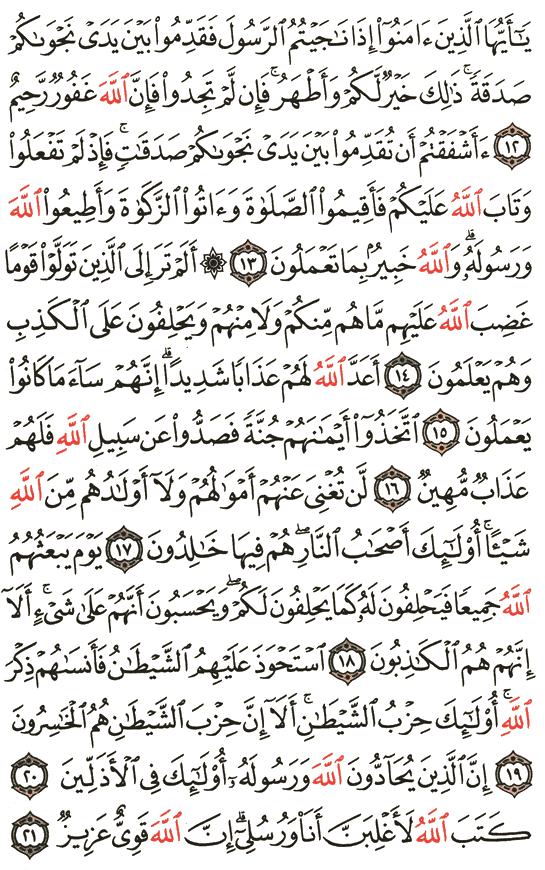 يَـٰٓأَيُّهَا ٱلَّذِينَ ءَامَنُوٓا۟ إِذَا نَـٰجَيْتُمُ ٱلرَّسُولَ فَقَدِّمُوا۟ بَيْنَ يَدَىْ نَجْوَىٰكُمْ
صَدَقَةًۚ ذَٰلِكَ خَيْرٌ لَّكُمْ وَأَطْهَرُۚ فَإِن لَّمْ تَجِدُوا۟ فَإِنَّ ٱللَّهَ غَفُورٌ رَّحِيمٌ
١٢ ءَأَشْفَقْتُمْ أَن تُقَدِّمُوا۟ بَيْنَ يَدَىْ نَجْوَىٰكُمْ صَدَقَـٰتٍۚ فَإِذْ لَمْ تَفْعَلُوا۟
وَتَابَ ٱللَّهُ عَلَيْكُمْ فَأَقِيمُوا۟ ٱلصَّلَوٰةَ وَءَاتُوا۟ ٱلزَّكَوٰةَ وَأَطِيعُوا۟ ٱللَّهَ
وَرَسُولَهُۥۚ وَٱللَّهُ خَبِيرٌۢ بِمَا تَعْمَلُونَ ١٣ ۞ أَلَمْ تَرَ إِلَى ٱلَّذِينَ تَوَلَّوْا۟ قَوْمًا
غَضِبَ ٱللَّهُ عَلَيْهِم مَّا هُم مِّنكُمْ وَلَا مِنْهُمْ وَيَحْلِفُونَ عَلَى ٱلْكَذِبِ
وَهُمْ يَعْلَمُونَ ١٤ أَعَدَّ ٱللَّهُ لَهُمْ عَذَابًا شَدِيدًاۖ إِنَّهُمْ سَآءَ مَا كَانُوا۟
يَعْمَلُونَ ١٥ ٱتَّخَذُوٓا۟ أَيْمَـٰنَهُمْ جُنَّةً فَصَدُّوا۟ عَن سَبِيلِ ٱللَّهِ فَلَهُمْ
عَذَابٌ مُّهِينٌ ١٦ لَّن تُغْنِىَ عَنْهُمْ أَمْوَٰلُهُمْ وَلَآ أَوْلَـٰدُهُم مِّنَ ٱللَّهِ
شَيْـًٔاۚ أُو۟لَـٰٓئِكَ أَصْحَـٰبُ ٱلنَّارِۖ هُمْ فِيهَا خَـٰلِدُونَ ١٧ يَوْمَ يَبْعَثُهُمُ
ٱللَّهُ جَمِيعًا فَيَحْلِفُونَ لَهُۥ كَمَا يَحْلِفُونَ لَكُمْۖ وَيَحْسَبُونَ أَنَّهُمْ عَلَىٰ شَىْءٍۚ أَلَآ
إِنَّهُمْ هُمُ ٱلْكَـٰذِبُونَ ١٨ ٱسْتَحْوَذَ عَلَيْهِمُ ٱلشَّيْطَـٰنُ فَأَنسَىٰهُمْ ذِكْرَ
ٱللَّهِۚ أُو۟لَـٰٓئِكَ حِزْبُ ٱلشَّيْطَـٰنِۚ أَلَآ إِنَّ حِزْبَ ٱلشَّيْطَـٰنِ هُمُ ٱلْخَـٰسِرُونَ
١٩ إِنَّ ٱلَّذِينَ يُحَآدُّونَ ٱللَّهَ وَرَسُولَهُۥٓ أُو۟لَـٰٓئِكَ فِى ٱلْأَذَلِّينَ ٢٠
كَتَبَ ٱللَّهُ لَأَغْلِبَنَّ أَنَا۠ وَرُسُلِىٓۚ إِنَّ ٱللَّهَ قَوِىٌّ عَزِيزٌ ٢١